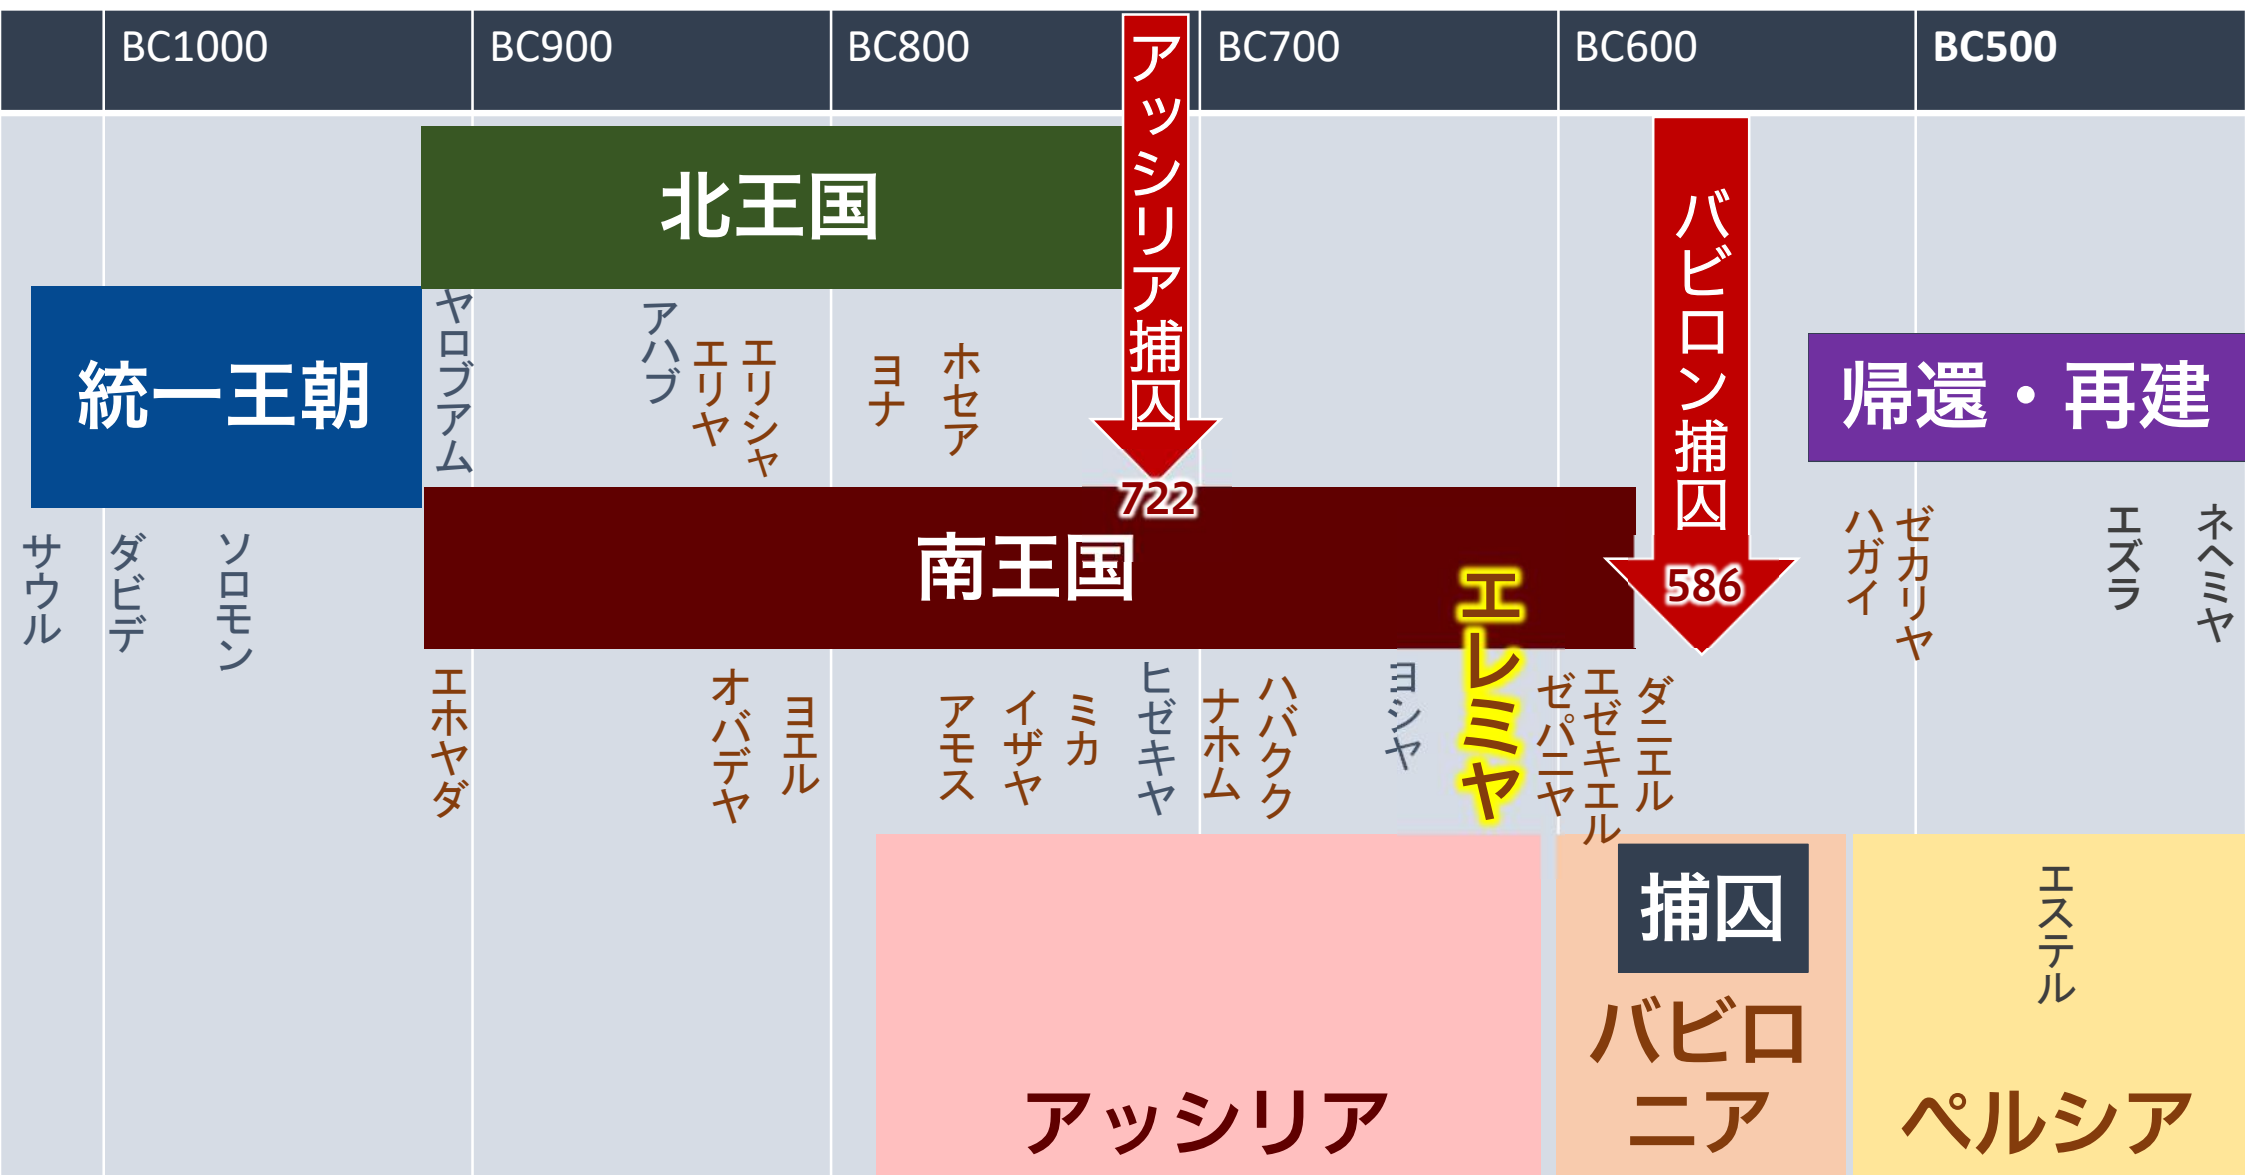 BC1000
BC900
BC800
BC700
BC600
BC500
アッシリア捕囚
722
バビロン捕囚
586
北王国
統一王朝
帰還・再建
ヤロブアム
アハブ
エリヤ
エリシャ
ヨナ
ホセア
南王国
サウル
ダビデ
ソロモン
ハガイ
ゼカリヤ
エズラ
ネヘミヤ
エホヤダ
オバデヤ
ヨエル
アモス
イザヤ
ミカ
ヒゼキヤ
ナホム
ハバクク
ヨシヤ
エレミヤ
ゼパニヤ
エゼキエル
ダニエル
捕囚
エステル
アッシリア
バビロ
ニア
ペルシア